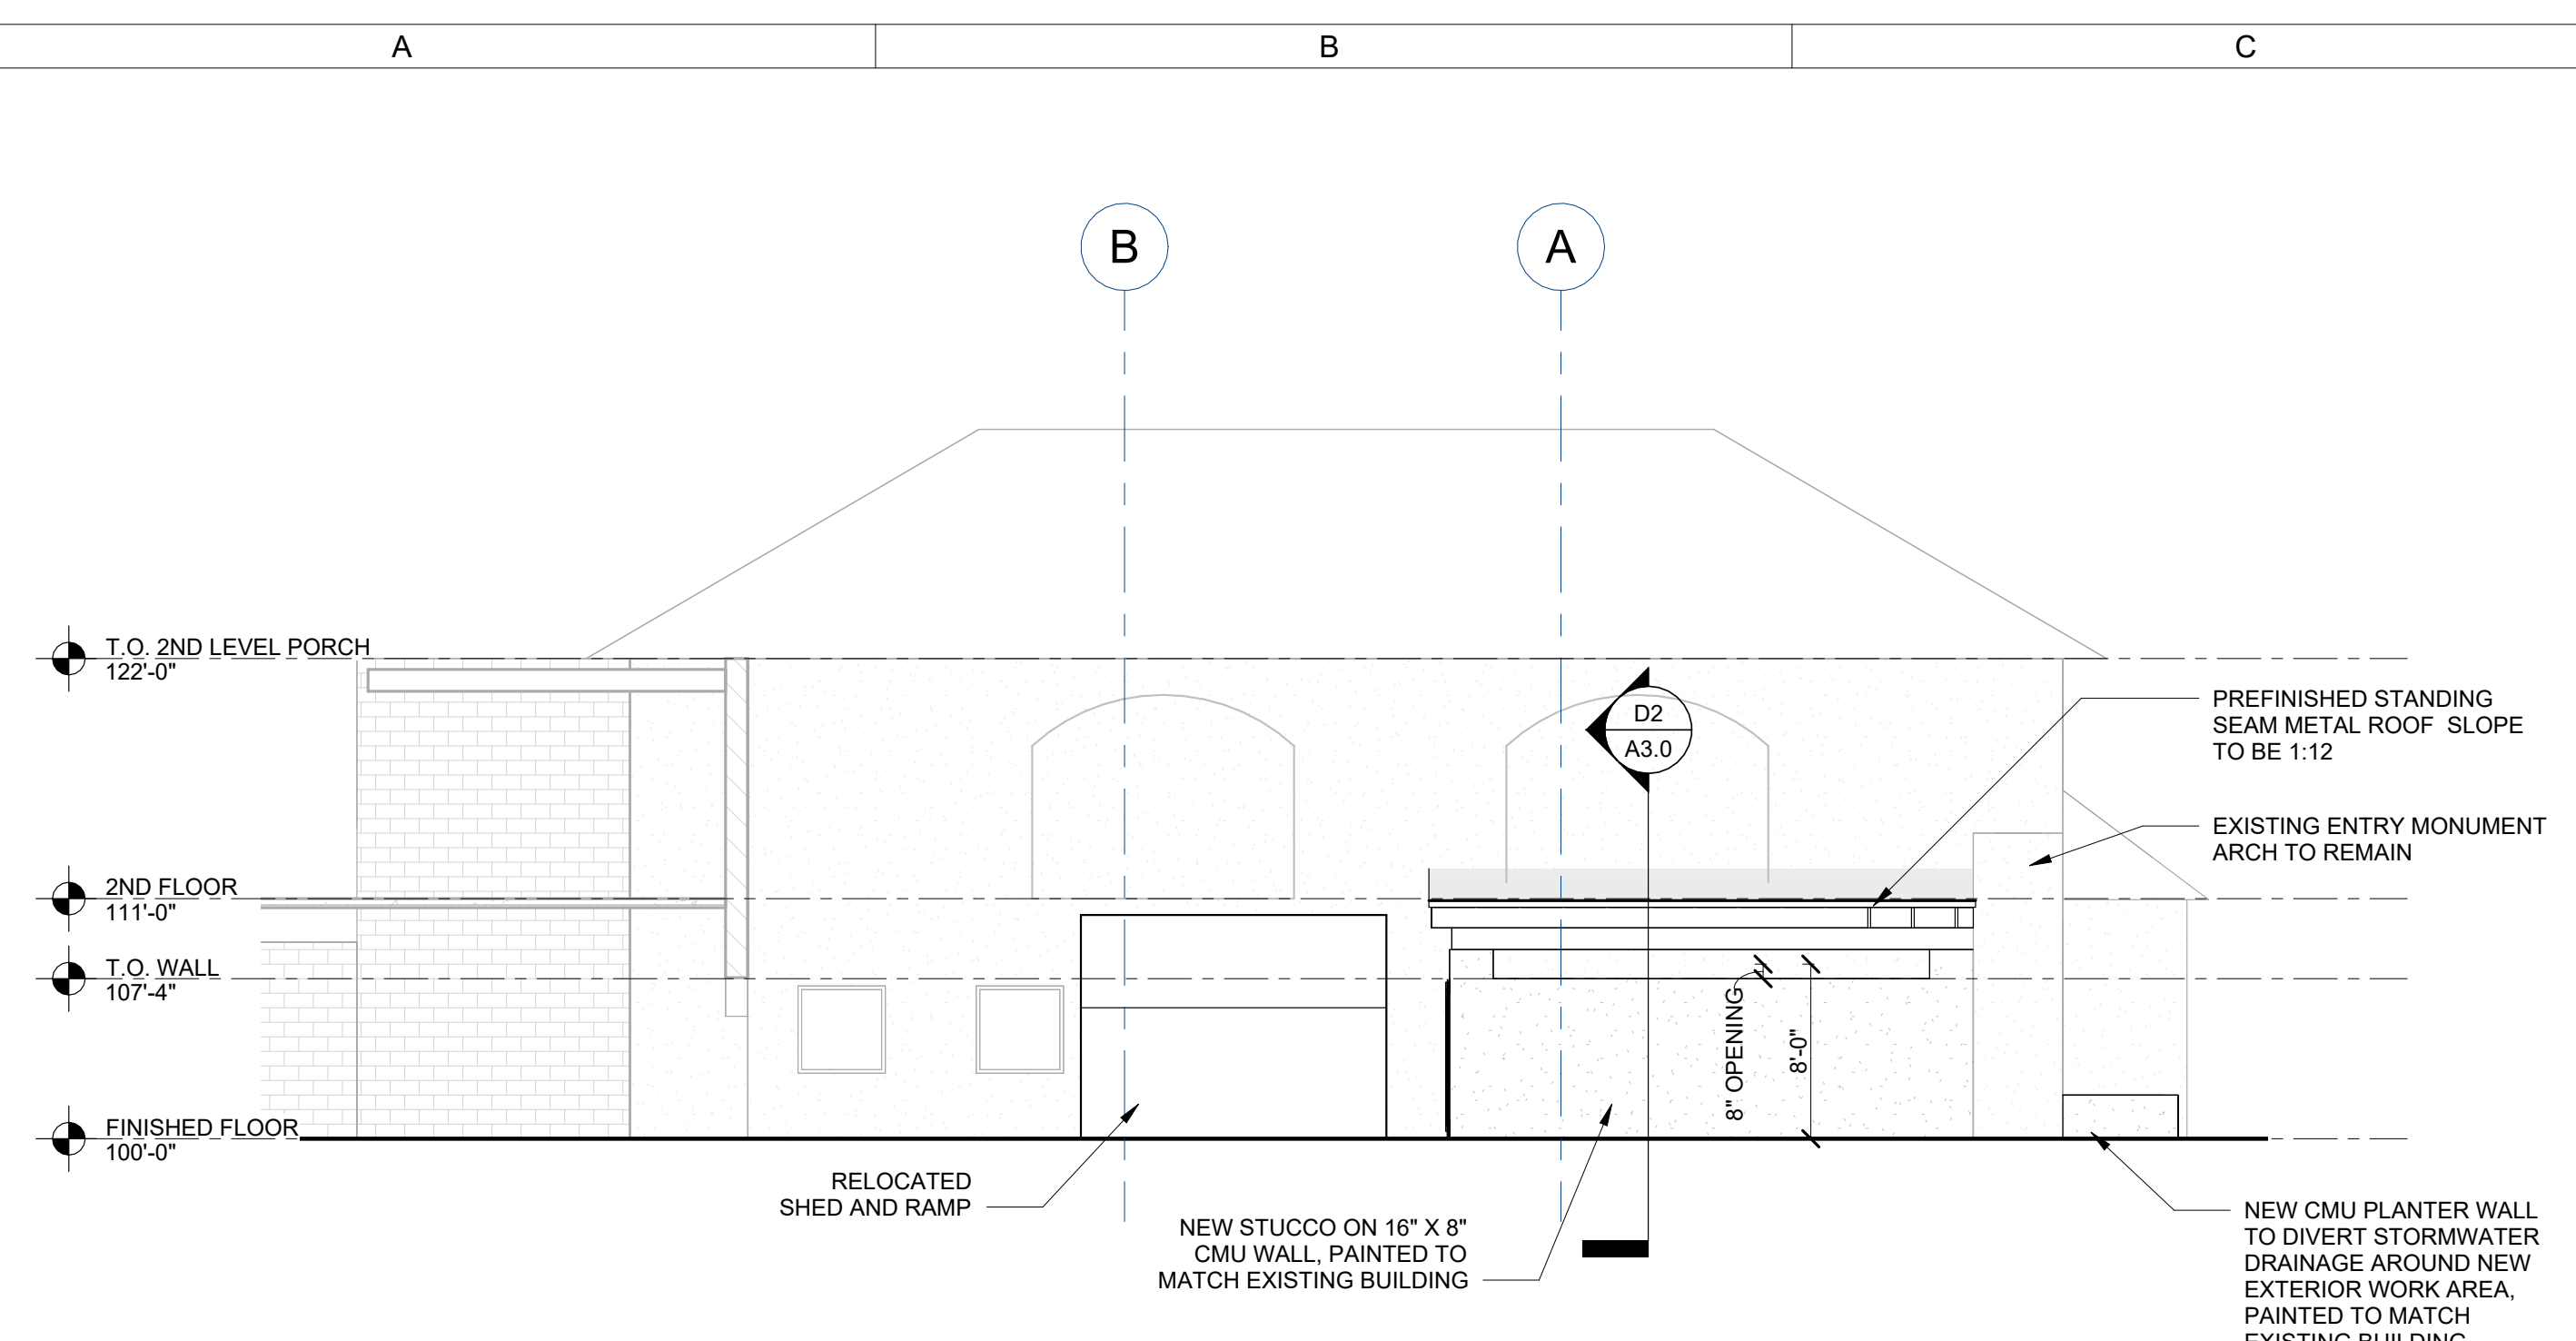 A
B
C
B
A
T.O. 2ND LEVEL PORCH
122'-0"
D2
A3.0
PREFINISHED STANDING
SEAM METAL ROOF  SLOPE
TO BE 1:12
EXISTING ENTRY MONUMENT
ARCH TO REMAIN
2ND FLOOR
111'-0"
T.O. WALL
107'-4"
8" OPENING
8'-0"
FINISHED FLOOR
100'-0"
RELOCATED
SHED AND RAMP
NEW STUCCO ON 16" X 8"
CMU WALL, PAINTED TO
MATCH EXISTING BUILDING
NEW CMU PLANTER WALL
TO DIVERT STORMWATER
DRAINAGE AROUND NEW
EXTERIOR WORK AREA,
PAINTED TO MATCH
EXISTING BUILDING